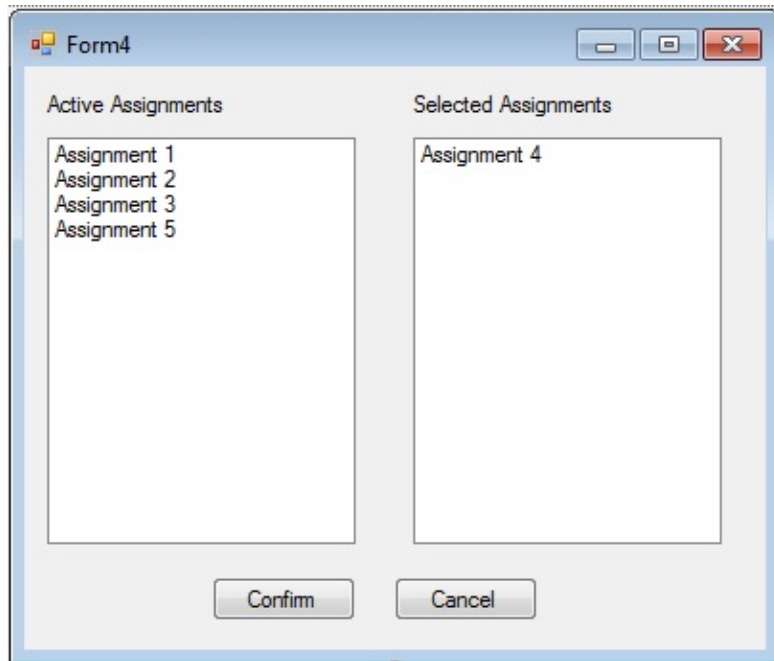 Form4
Active Assignments
Assignment 1
Assignment 2
Assignment 3
Assignment 5
Selected Assignments
Assignment 4
Confirm
Cancel